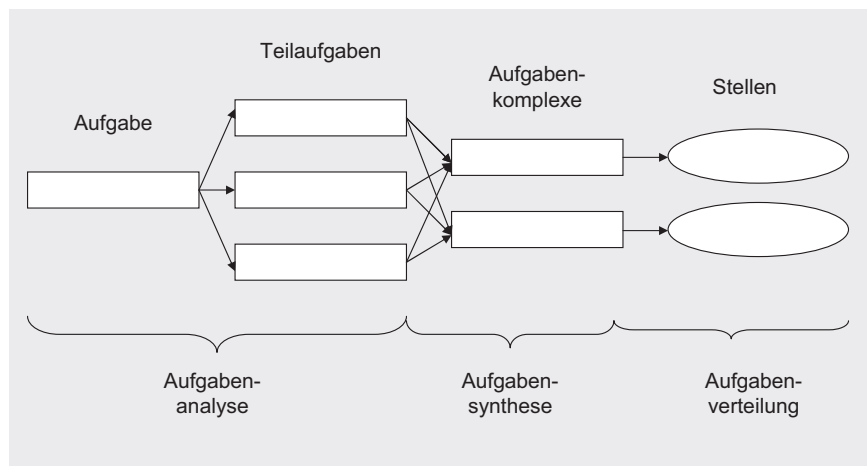 Teilaufgaben
Aufgaben-
komplexe
Stellen
Aufgabe
Aufgaben-
analyse
Aufgaben-
synthese
Aufgaben-
verteilung